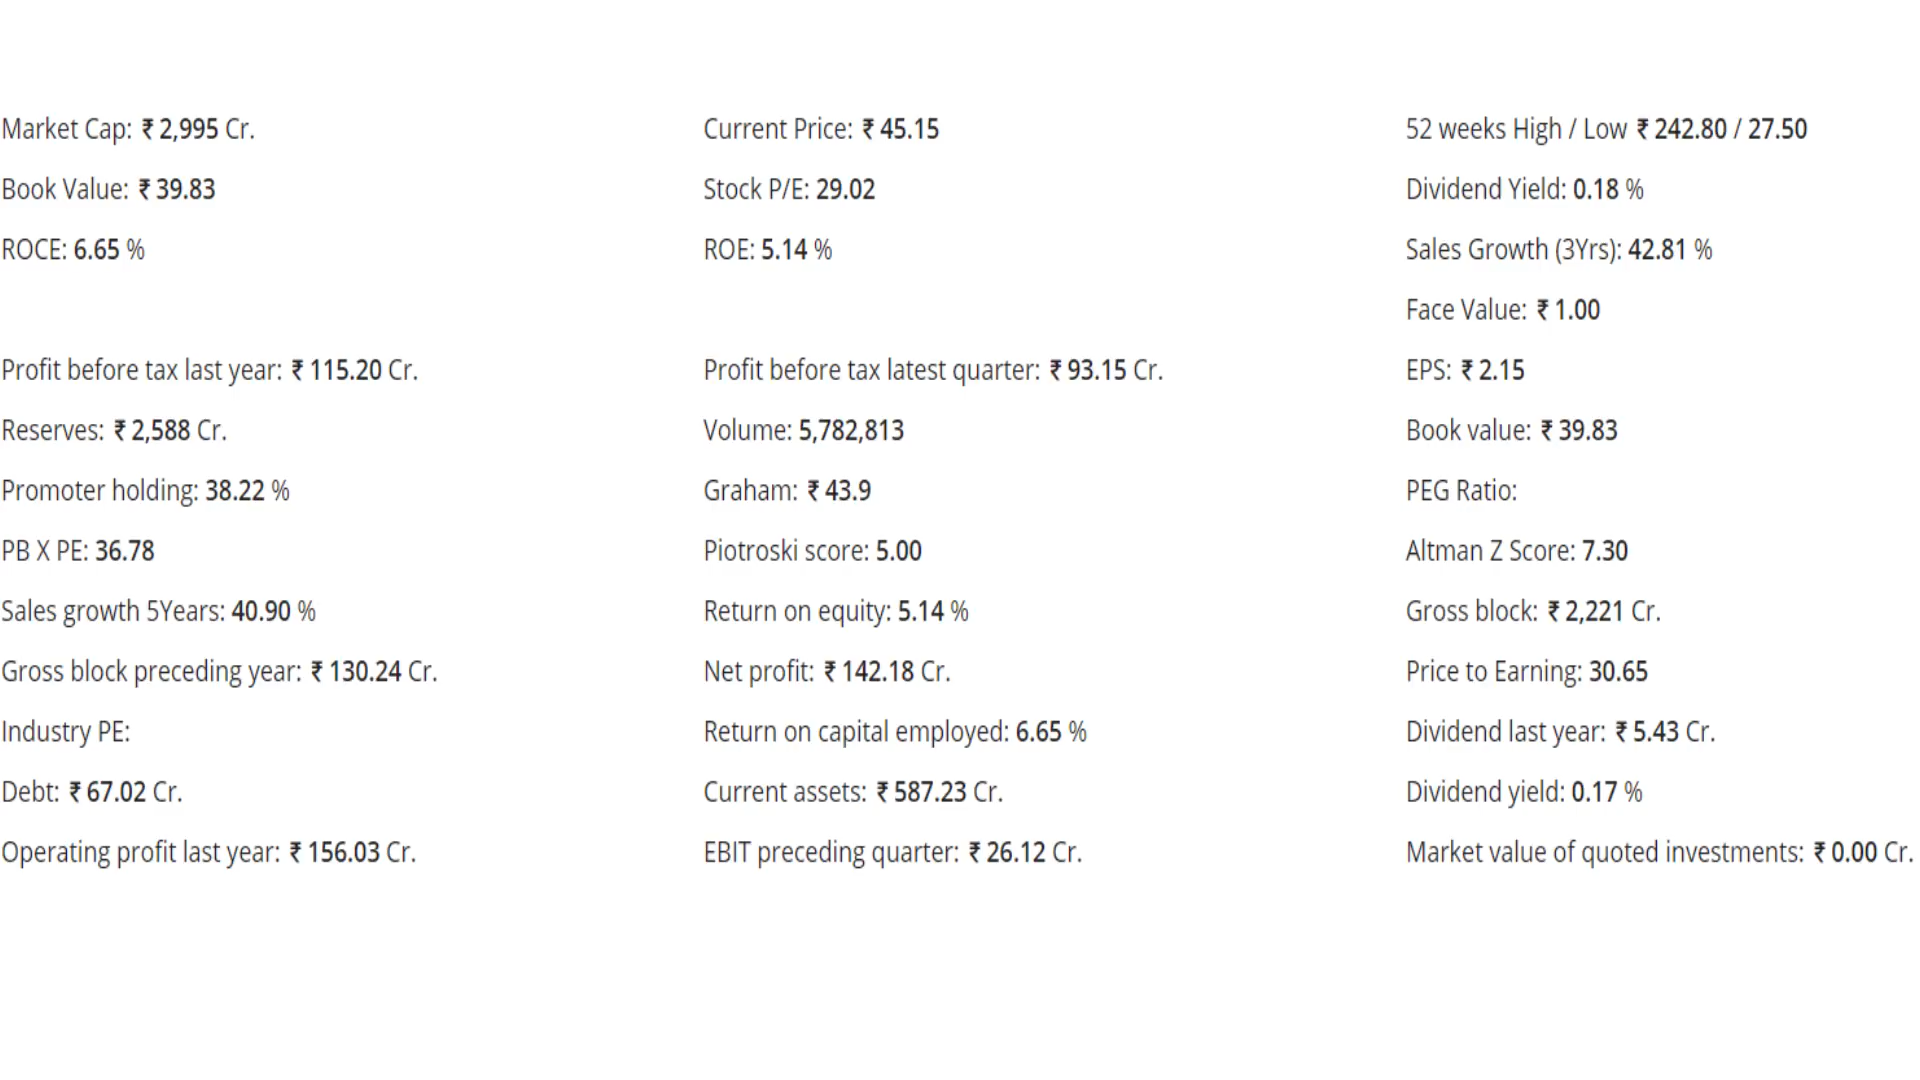 Market Cap: ₹ 2,995 Cr. Current Price: ₹ 45.15 52 weeks High / Low ₹ 242.80 / 27.50
Book Value: ₹ 39.83 Stock P/E: 29.02 Dividend Yield: 0.18 %
ROCE: 6.65 % ROE: 5.14 % Sales Growth (3Yrs): 42.81 %
Face Value: ₹ 1.00
Profit before tax last year: ₹ 115.20 Cr. Profit before tax latest quarter: ₹ 93.15 Cr. EPS: ₹ 2.15
Reserves: ₹ 2,588 Cr. Volume: 5,782,813 Book value: ₹ 39.83
Promoter holding: 38.22 % Graham: ₹ 43.9 PEG Ratio:
PB X PE: 36.78 Piotroski score: 5.00 Altman Z Score: 7.30
Sales growth 5Years: 40.90 % Return on equity: 5.14 % Gross block: ₹ 2,221 Cr.
Gross block preceding year: ₹ 130.24 Cr. Net profit: ₹ 142.18 Cr. Price to Earning: 30.65
Industry PE: Return on capital employed: 6.65 % Dividend last year: ₹ 5.43 Cr.
Debt: ₹ 67.02 Cr. Current assets: ₹ 587.23 Cr. Dividend yield: 0.17 %
Operating profit last year: ₹ 156.03 Cr. EBIT preceding quarter: ₹ 26.12 Cr. Market value of quoted investments: ₹ 0.00 Cr.